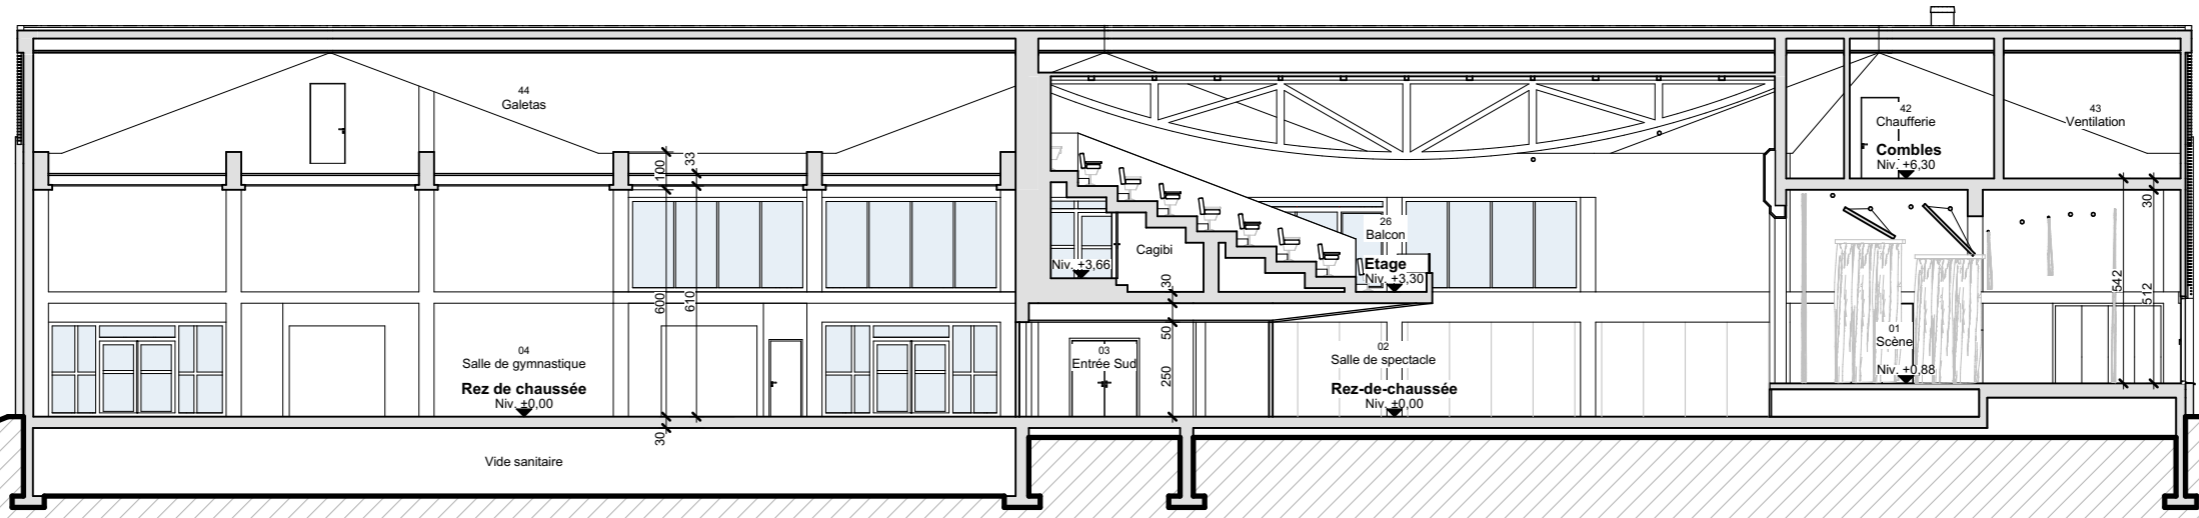 44
Galetas
42
Chaufferie
Combles
Niv. +6,30
43
Ventilation
100
33
600
610
30
Cagibi
Niv. +3,66
26
Balcon
Etage
Niv. +3,30
30
50
250
542
30
512
04
Salle de gymnastique
Rez de chaussée
Niv. ±0,00
03
Entrée Sud
02
Salle de spectacle
Rez-de-chaussée
Niv. ±0,00
01
Scène
Niv. +0,88
Vide sanitaire